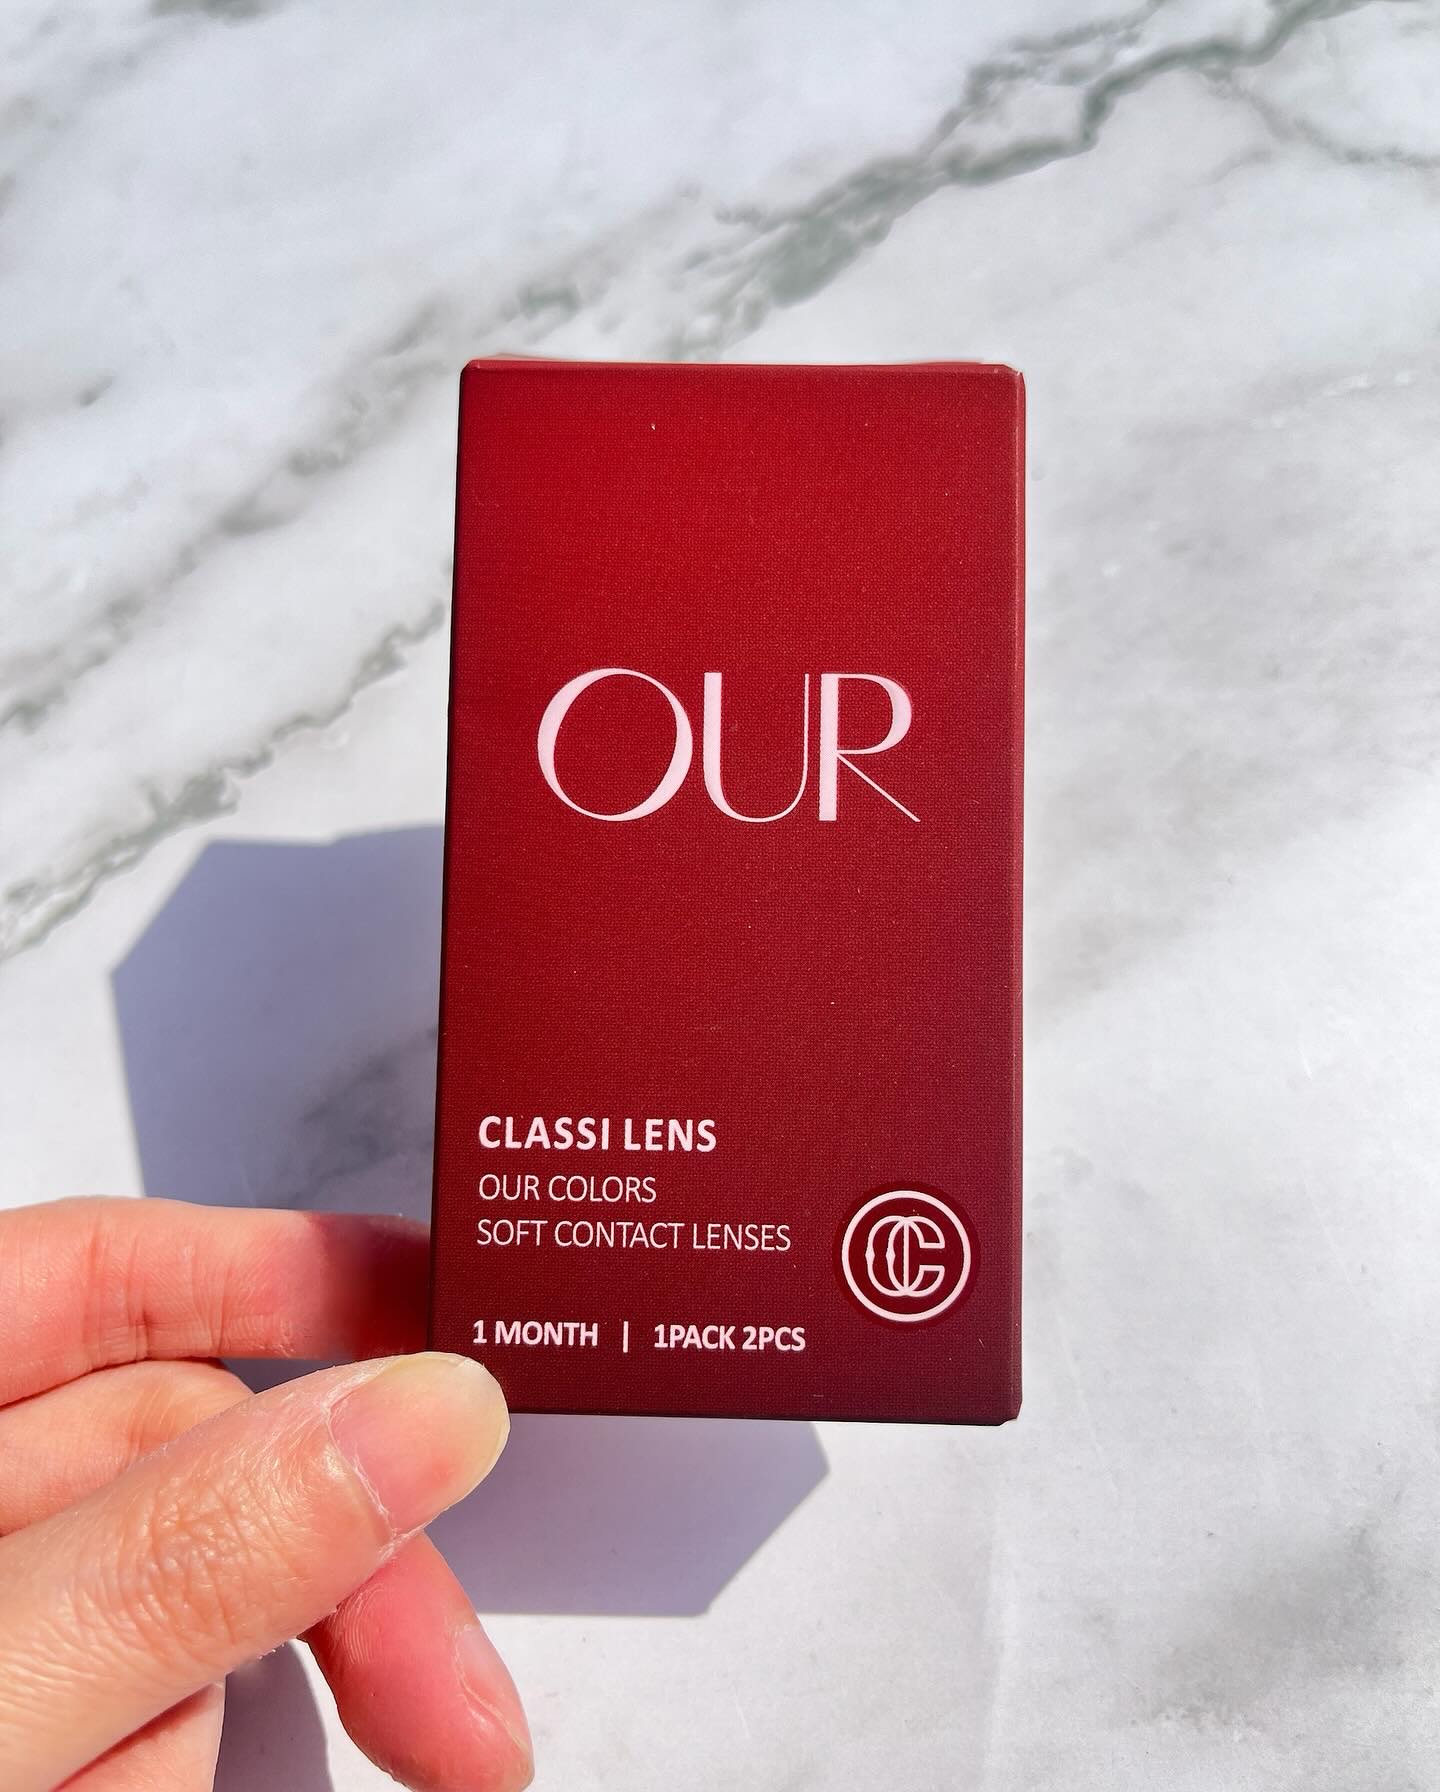 OUR
CLASSI LENS
OUR COLORS
SOFT CONTACT LENSES
1 MONTH | 1PACK 2PCS